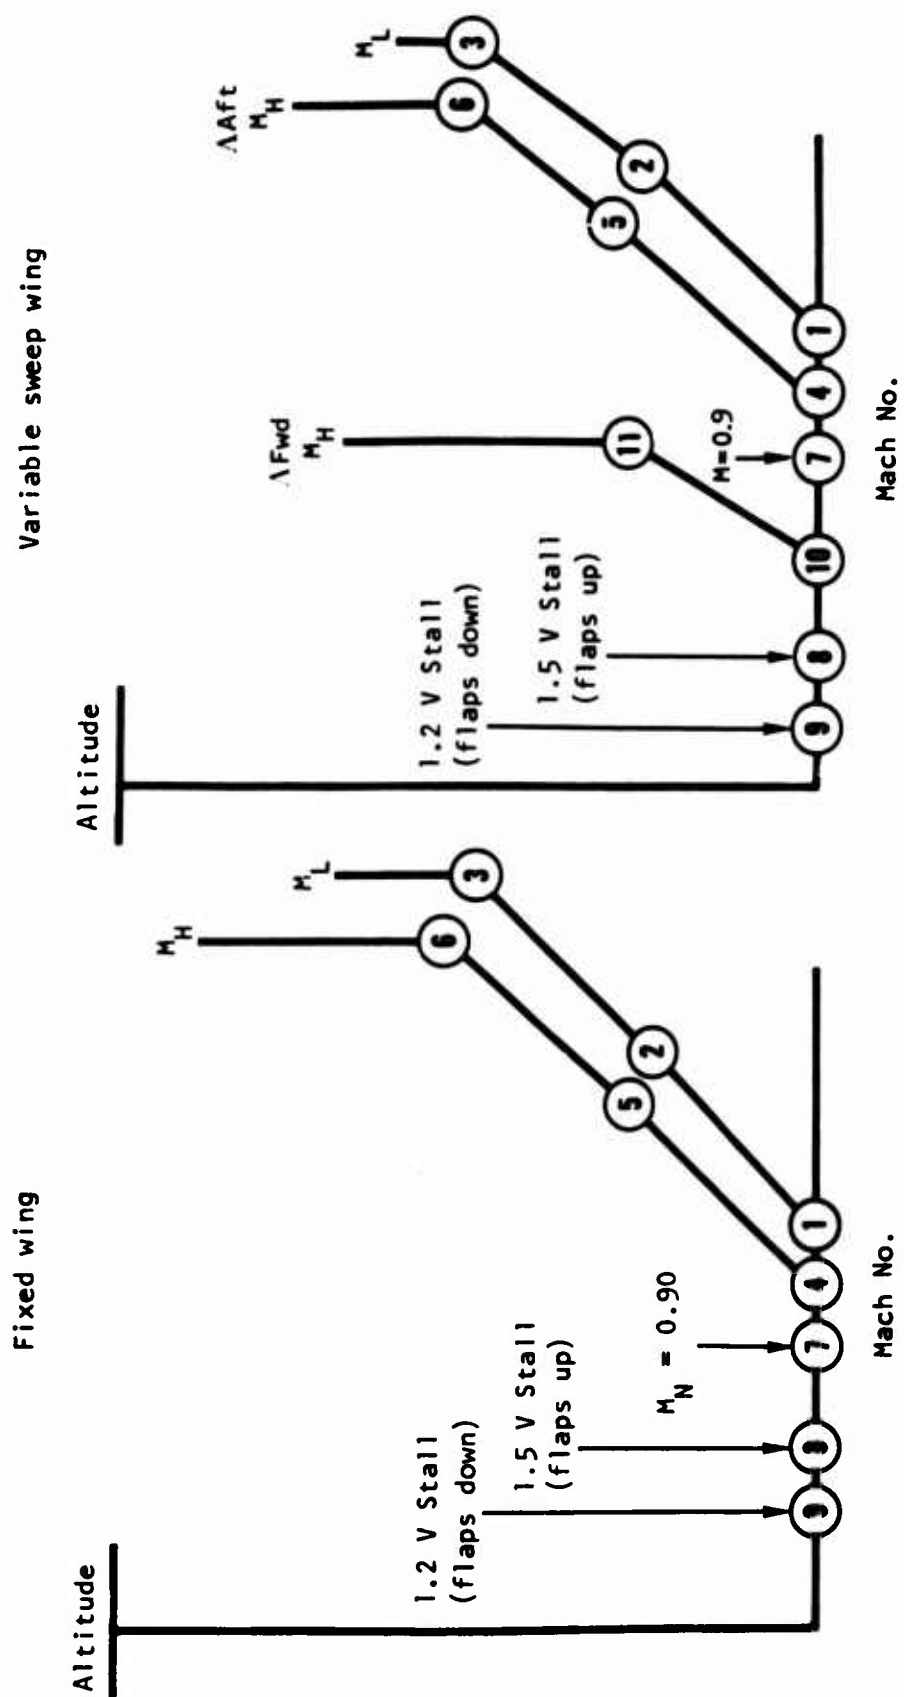 Fixed wing
Altitude
M_H
M_L
6
3
5
2
1.2 V Stall
(flaps down)
1.5 V Stall
(flaps up)
M_N = 0.90
9
8
7
4
1
Mach No.
Variable sweep wing
Altitude
ΛAft
M_H
M_L
ΛFwd
M_H
6
3
5
2
11
1.2 V Stall
(flaps down)
1.5 V Stall
(flaps up)
M=0.9
9
8
10
7
4
1
Mach No.